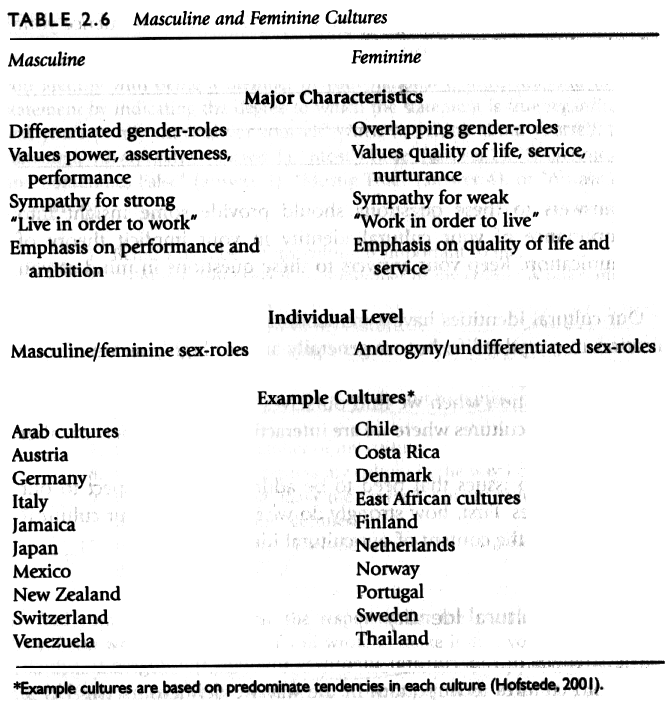 TABLE 2.6 Masculine and Feminine Cultures
Masculine Feminine
Major Characteristics
Differentiated gender-roles Overlapping gender-roles
Values power, assertiveness, Values quality of life, service,
performance nurturance
Sympathy for strong Sympathy for weak
"Live in order to work" "Work in order to live"
Emphasis on performance and Emphasis on quality of life and
ambition service
Individual Level
Masculine/feminine sex-roles Androgyny/undifferentiated sex-roles
Example Cultures*
Arab cultures Chile
Austria Costa Rica
Germany Denmark
Italy East African cultures
Jamaica Finland
Japan Netherlands
Mexico Norway
New Zealand Portugal
Switzerland Sweden
Venezuela Thailand
*Example cultures are based on predominate tendencies in each culture (Hofstede, 2001).